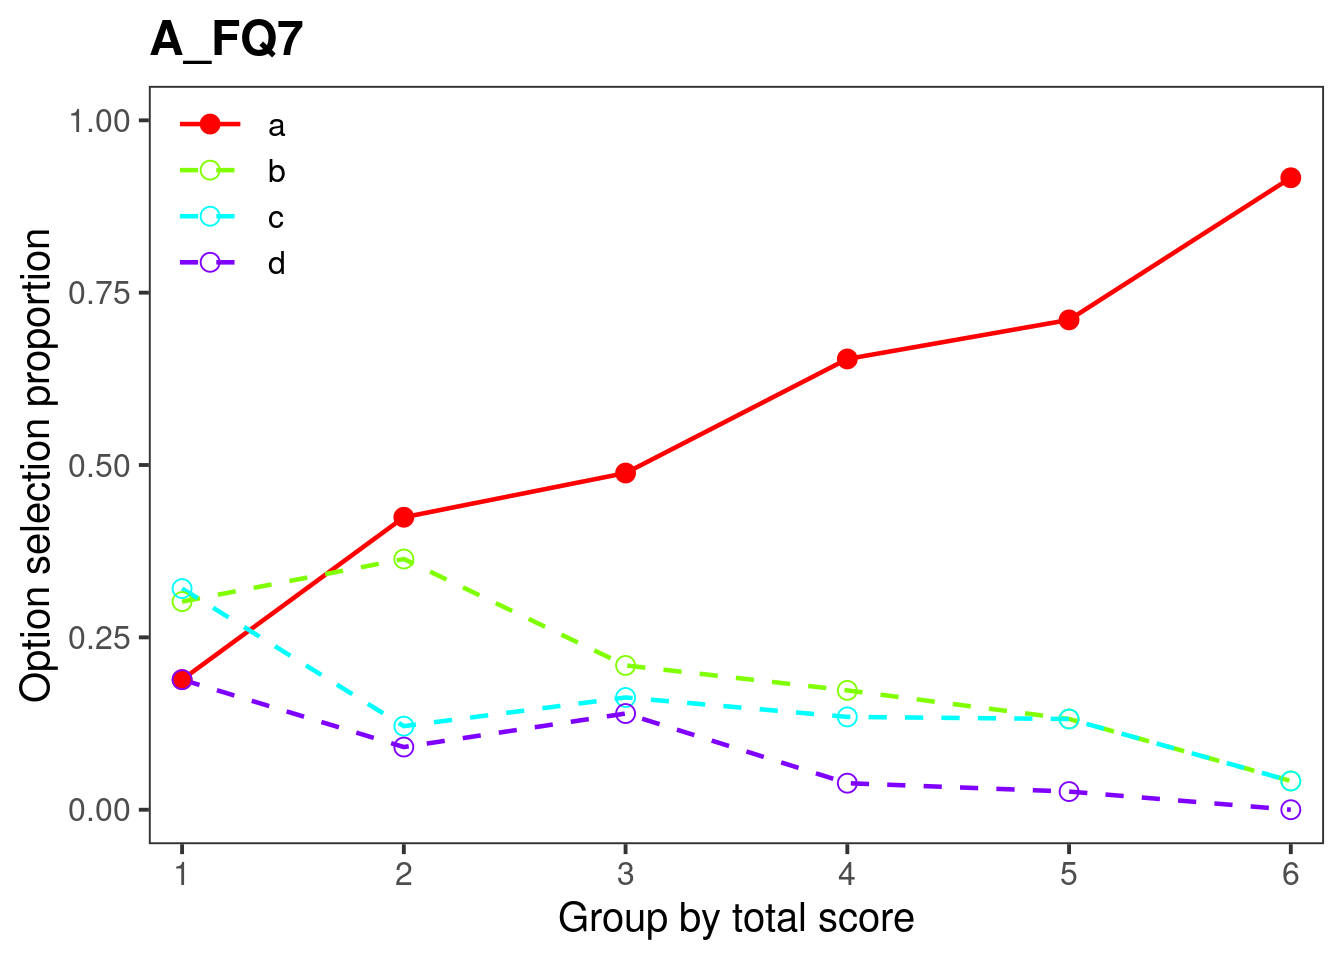 A_FQ7
1.00
0.75
0.50
0.25
0.00
a
b
c
d
Option selection proportion
1 2 3 4 5 6
Group by total score